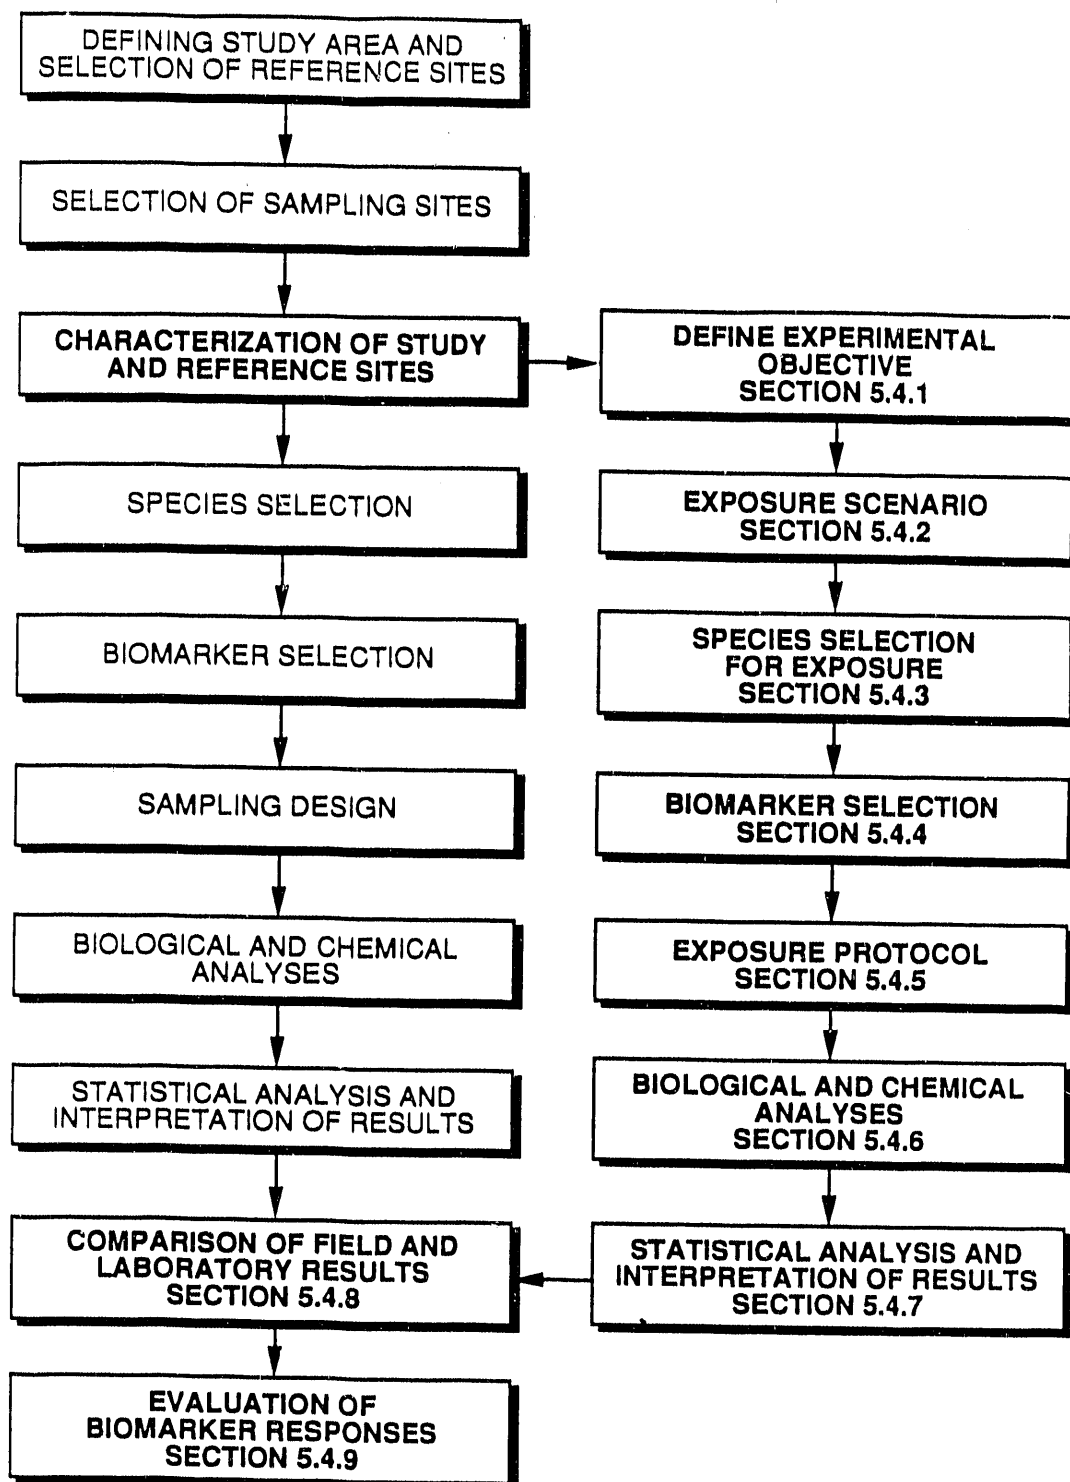 DEFINING STUDY AREA AND
SELECTION OF REFERENCE SITES
SELECTION OF SAMPLING SITES
CHARACTERIZATION OF STUDY
AND REFERENCE SITES
SPECIES SELECTION
BIOMARKER SELECTION
SAMPLING DESIGN
BIOLOGICAL AND CHEMICAL
ANALYSES
STATISTICAL ANALYSIS AND
INTERPRETATION OF RESULTS
COMPARISON OF FIELD AND
LABORATORY RESULTS
SECTION 5.4.8
EVALUATION OF
BIOMARKER RESPONSES
SECTION 5.4.9
DEFINE EXPERIMENTAL
OBJECTIVE
SECTION 5.4.1
EXPOSURE SCENARIO
SECTION 5.4.2
SPECIES SELECTION
FOR EXPOSURE
SECTION 5.4.3
BIOMARKER SELECTION
SECTION 5.4.4
EXPOSURE PROTOCOL
SECTION 5.4.5
BIOLOGICAL AND CHEMICAL
ANALYSES
SECTION 5.4.6
STATISTICAL ANALYSIS AND
INTERPRETATION OF RESULTS
SECTION 5.4.7